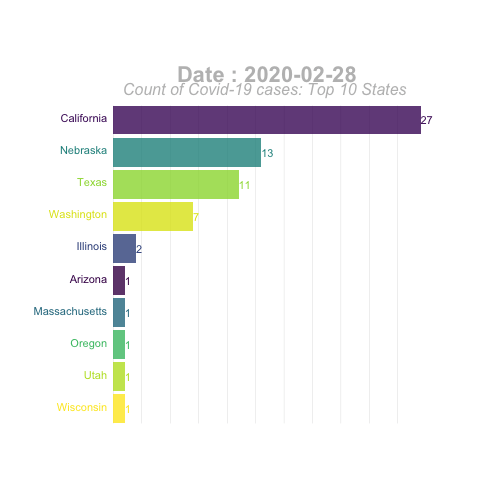 Date : 2020-02-28
Count of Covid-19 cases: Top 10 States
California 27
Nebraska 13
Texas 11
Washington 7
Illinois 2
Arizona 1
Massachusetts 1
Oregon 1
Utah 1
Wisconsin 1